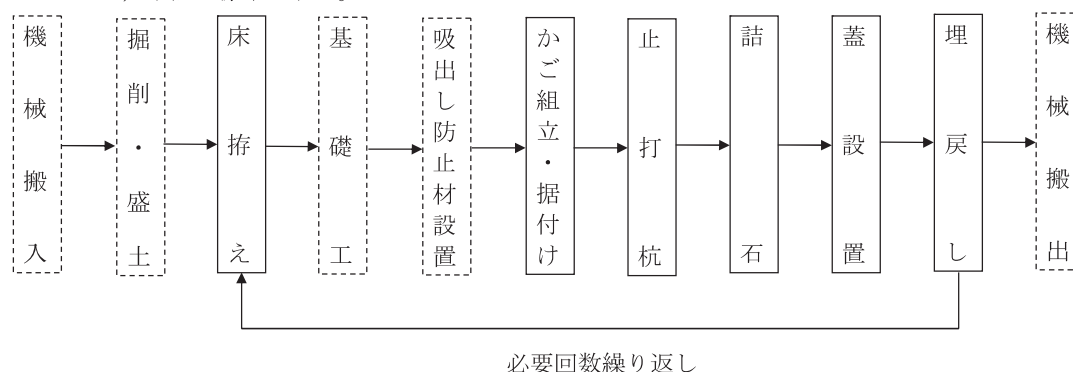 機械搬入
掘削・盛土
床拵え
基礎工
吸出し防止材設置
かご組立・据付け
止打杭
詰石
蓋設置
埋戻し
機械搬出
必要回数繰り返し